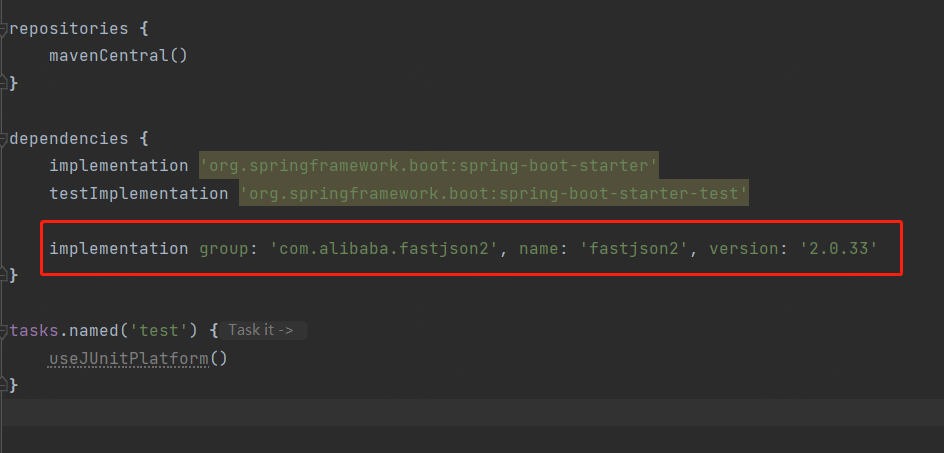 repositories {
    mavenCentral()
}
dependencies {
    implementation 'org.springframework.boot:spring-boot-starter'
    testImplementation 'org.springframework.boot:spring-boot-starter-test'
    implementation group: 'com.alibaba.fastjson2', name: 'fastjson2', version: '2.0.33'
}
tasks.named('test') { Task it ->
    useJUnitPlatform()
}